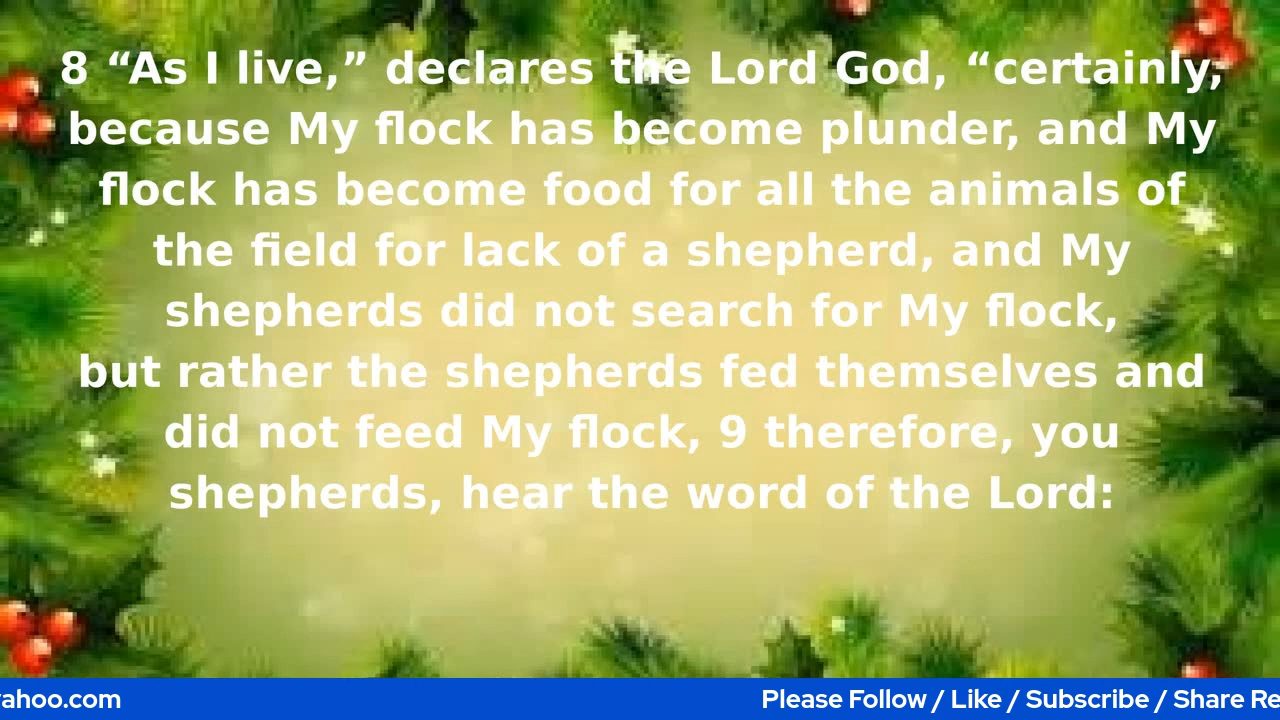 8 “As I live,” declares the Lord God, “certainly,
because My flock has become plunder, and My
flock has become food for all the animals of
the field for lack of a shepherd, and My
shepherds did not search for My flock,
but rather the shepherds fed themselves and
did not feed My flock, 9 therefore, you
shepherds, hear the word of the Lord:
yahoo.com Please Follow / Like / Subscribe / Share Re